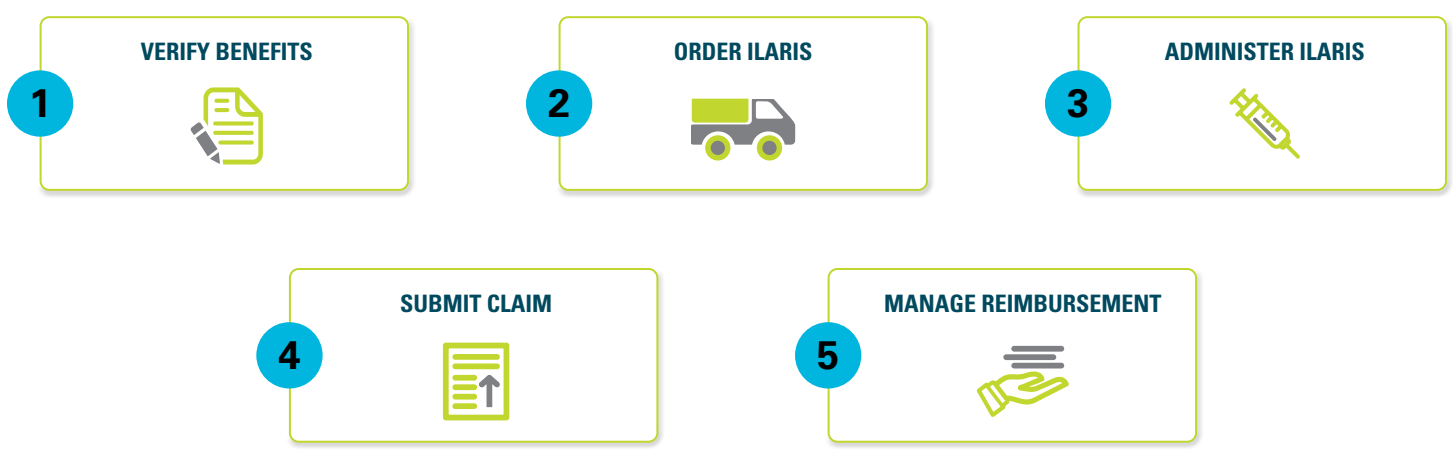 1
VERIFY BENEFITS
2
ORDER ILARIS
3
ADMINISTER ILARIS
4
SUBMIT CLAIM
5
MANAGE REIMBURSEMENT